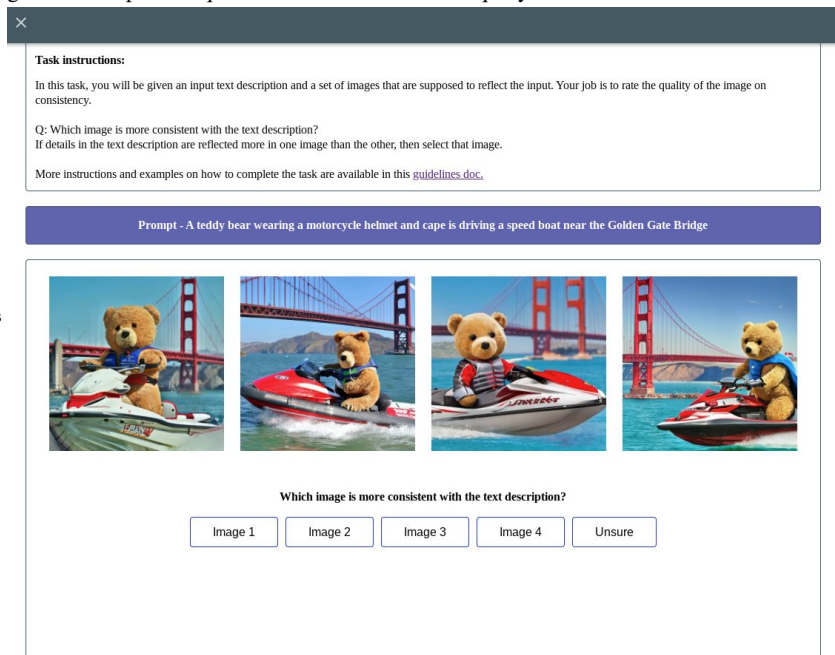 Task instructions:
In this task, you will be given an input text description and a set of images that are supposed to reflect the input. Your job is to rate the quality of the image on
consistency.
Q: Which image is more consistent with the text description?
If details in the text description are reflected more in one image than the other, then select that image.
More instructions and examples on how to complete the task are available in this guidelines doc.
Prompt - A teddy bear wearing a motorcycle helmet and cape is driving a speed boat near the Golden Gate Bridge
Which image is more consistent with the text description?
Image 1 Image 2 Image 3 Image 4 Unsure